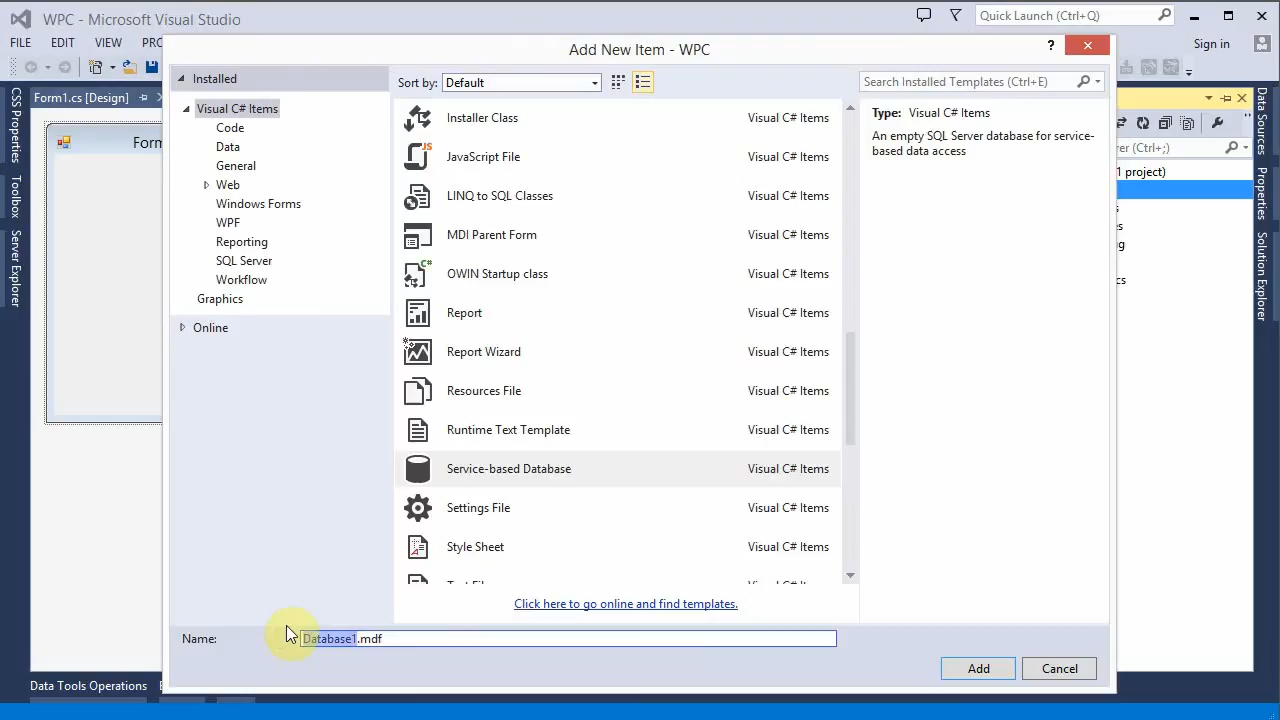 WPC - Microsoft Visual Studio
Quick Launch (Ctrl+Q)
FILE EDIT VIEW
Sign in
Add New Item - WPC
?
Installed
Sort by: Default
Search Installed Templates (Ctrl+E)
Form1.cs [Design]
CSS Properties
Toolbox
Server Explorer
Visual C# Items
Code
Data
General
Web
Windows Forms
WPF
Reporting
SQL Server
Workflow
Graphics
Online
Installer Class Visual C# Items
JavaScript File Visual C# Items
LINQ to SQL Classes Visual C# Items
MDI Parent Form Visual C# Items
OWIN Startup class Visual C# Items
Report Visual C# Items
Report Wizard Visual C# Items
Resources File Visual C# Items
Runtime Text Template Visual C# Items
Service-based Database Visual C# Items
Settings File Visual C# Items
Style Sheet Visual C# Items
Visual C# Items
Click here to go online and find templates.
Type: Visual C# Items
An empty SQL Server database for service-
based data access
(Ctrl+;)
1 project)
Data Sources
Properties
Solution Explorer
Name: Database1.mdf
Add Cancel
Data Tools Operations